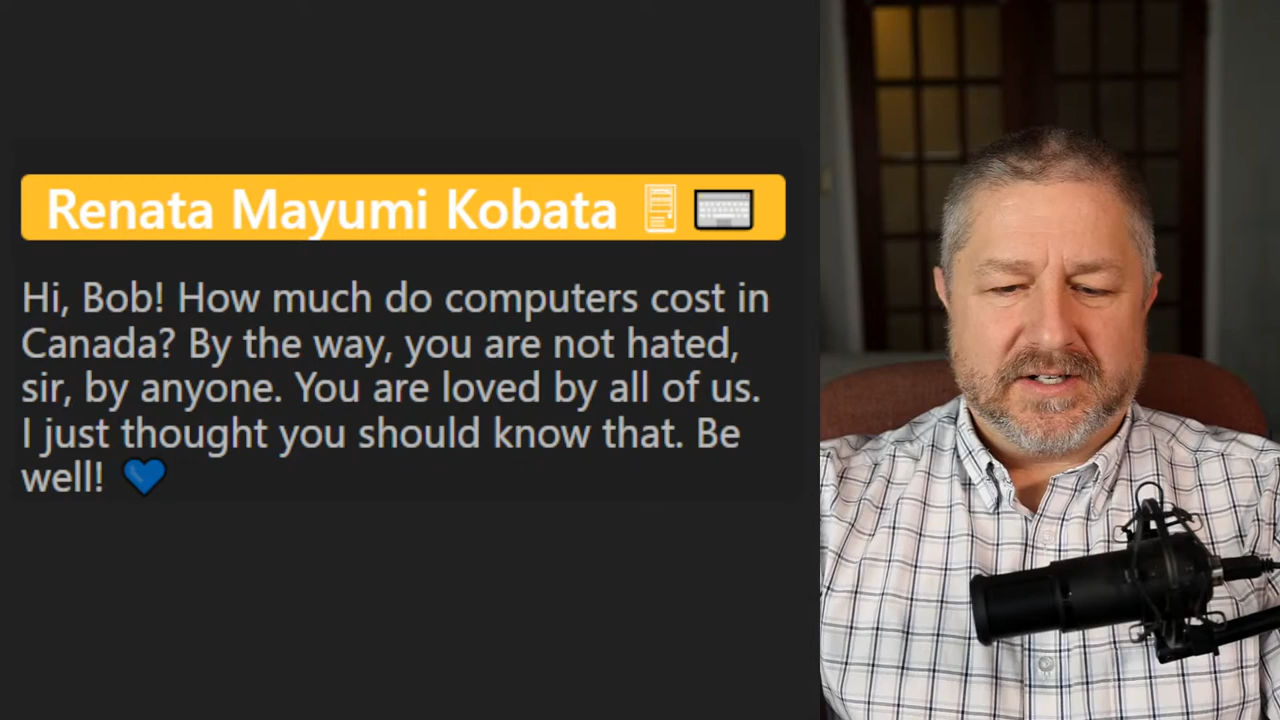 Renata Mayumi Kobata
Hi, Bob! How much do computers cost in
Canada? By the way, you are not hated,
sir, by anyone. You are loved by all of us.
I just thought you should know that. Be
well! 💙